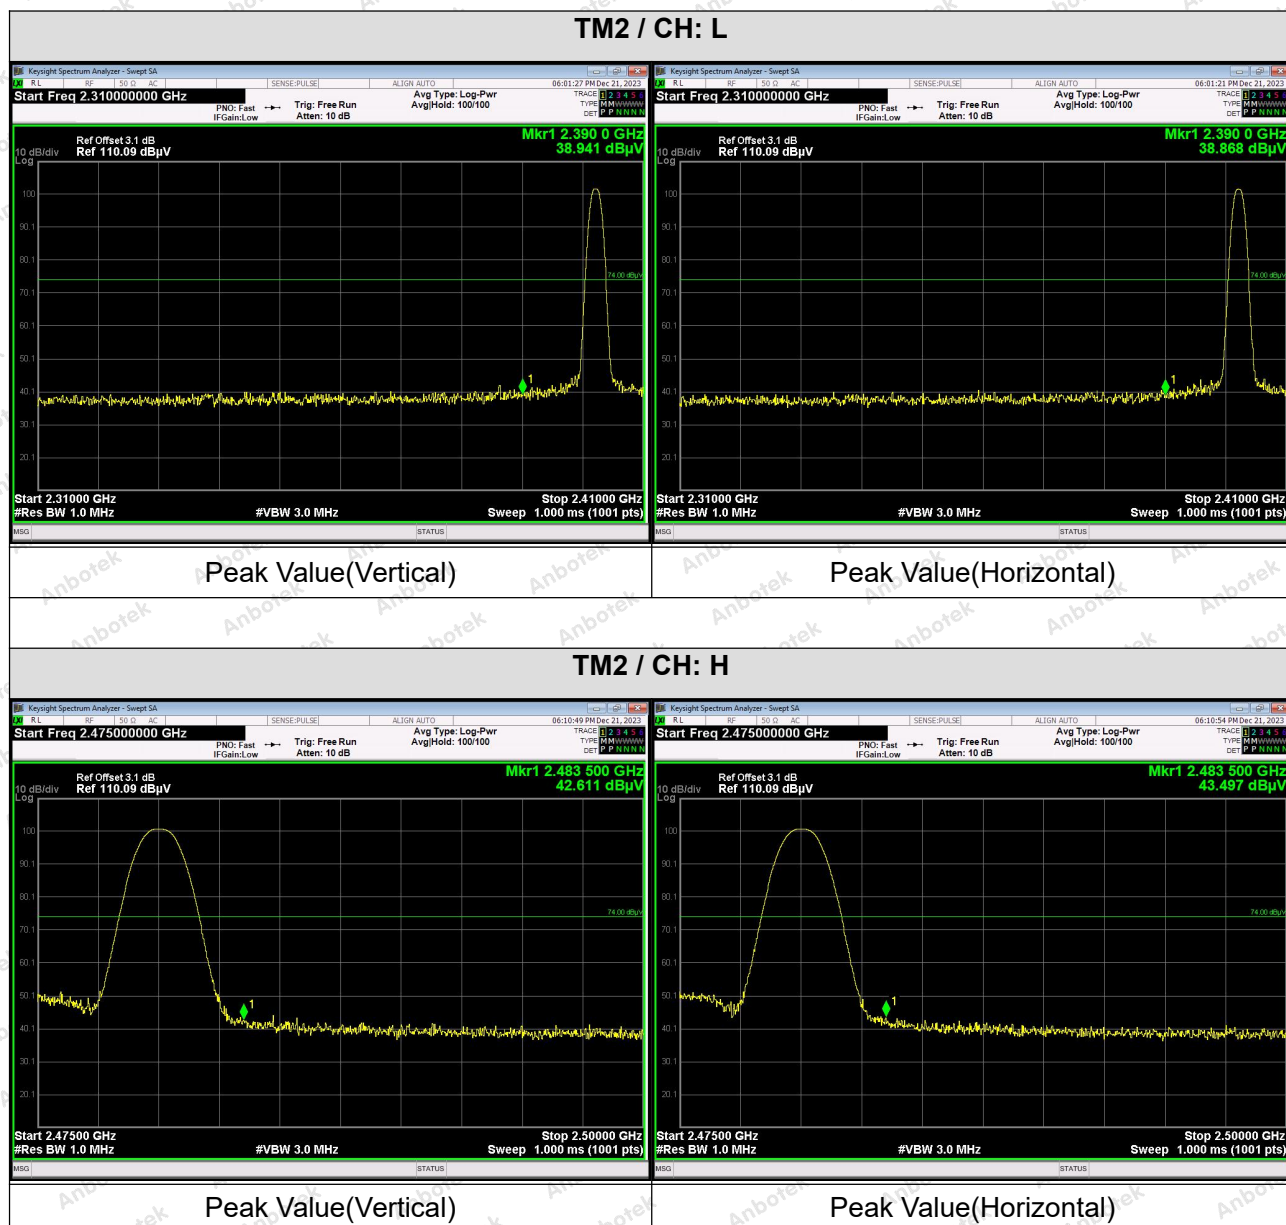 TM2 / CH: L
Keysight Spectrum Analyzer - Swept SA
RL RF 50 Ω AC SENSE:PULSE ALIGN AUTO 06:01:27 PM Dec 21, 2023
Start Freq 2.310000000 GHz
PNO: Fast
IFGain:Low
Trig: Free Run
Atten: 10 dB
Avg Type: Log-Pwr
Avg|Hold: 100/100
TRACE 1 2 3 4 5 6
TYPE MMWWWW
DET P P N N N N
Mkr1 2.390 0 GHz
38.941 dBµV
Ref Offset 3.1 dB
10 dB/div Ref 110.09 dBµV
Log
100
90.1
80.1
74.00 dBµV
70.1
60.1
50.1
1
40.1
30.1
20.1
Start 2.31000 GHz Stop 2.41000 GHz
#Res BW 1.0 MHz #VBW 3.0 MHz Sweep 1.000 ms (1001 pts)
MSG STATUS
Keysight Spectrum Analyzer - Swept SA
RL RF 50 Ω AC SENSE:PULSE ALIGN AUTO 06:01:21 PM Dec 21, 2023
Start Freq 2.310000000 GHz
PNO: Fast
IFGain:Low
Trig: Free Run
Atten: 10 dB
Avg Type: Log-Pwr
Avg|Hold: 100/100
TRACE 1 2 3 4 5
TYPE MMWWWW
DET P P N N N N
Mkr1 2.390 0 GHz
38.868 dBµV
Ref Offset 3.1 dB
10 dB/div Ref 110.09 dBµV
Log
100
90.1
80.1
74.00 dBµV
70.1
60.1
50.1
1
40.1
30.1
20.1
Start 2.31000 GHz Stop 2.41000 GHz
#Res BW 1.0 MHz #VBW 3.0 MHz Sweep 1.000 ms (1001 pts)
MSG STATUS
Peak Value(Vertical) Peak Value(Horizontal)
TM2 / CH: H
Keysight Spectrum Analyzer - Swept SA
RL RF 50 Ω AC SENSE:PULSE ALIGN AUTO 06:10:49 PM Dec 21, 2023
Start Freq 2.475000000 GHz
PNO: Fast
IFGain:Low
Trig: Free Run
Atten: 10 dB
Avg Type: Log-Pwr
Avg|Hold: 100/100
TRACE 1 2 3 4 5 6
TYPE MMWWWW
DET P P N N N N
Mkr1 2.483 500 GHz
42.611 dBµV
Ref Offset 3.1 dB
10 dB/div Ref 110.09 dBµV
Log
100
90.1
80.1
74.00 dBµV
70.1
60.1
50.1
1
40.1
30.1
20.1
Start 2.47500 GHz Stop 2.50000 GHz
#Res BW 1.0 MHz #VBW 3.0 MHz Sweep 1.000 ms (1001 pts)
MSG STATUS
Keysight Spectrum Analyzer - Swept SA
RL RF 50 Ω AC SENSE:PULSE ALIGN AUTO 06:10:54 PM Dec 21, 2023
Start Freq 2.475000000 GHz
PNO: Fast
IFGain:Low
Trig: Free Run
Atten: 10 dB
Avg Type: Log-Pwr
Avg|Hold: 100/100
TRACE 1 2 3 4 5
TYPE MMWWWW
DET P P N N N N
Mkr1 2.483 500 GHz
43.497 dBµV
Ref Offset 3.1 dB
10 dB/div Ref 110.09 dBµV
Log
100
90.1
80.1
74.00 dBµV
70.1
60.1
50.1
1
40.1
30.1
20.1
Start 2.47500 GHz Stop 2.50000 GHz
#Res BW 1.0 MHz #VBW 3.0 MHz Sweep 1.000 ms (1001 pts)
MSG STATUS
Peak Value(Vertical) Peak Value(Horizontal)
Anbotek